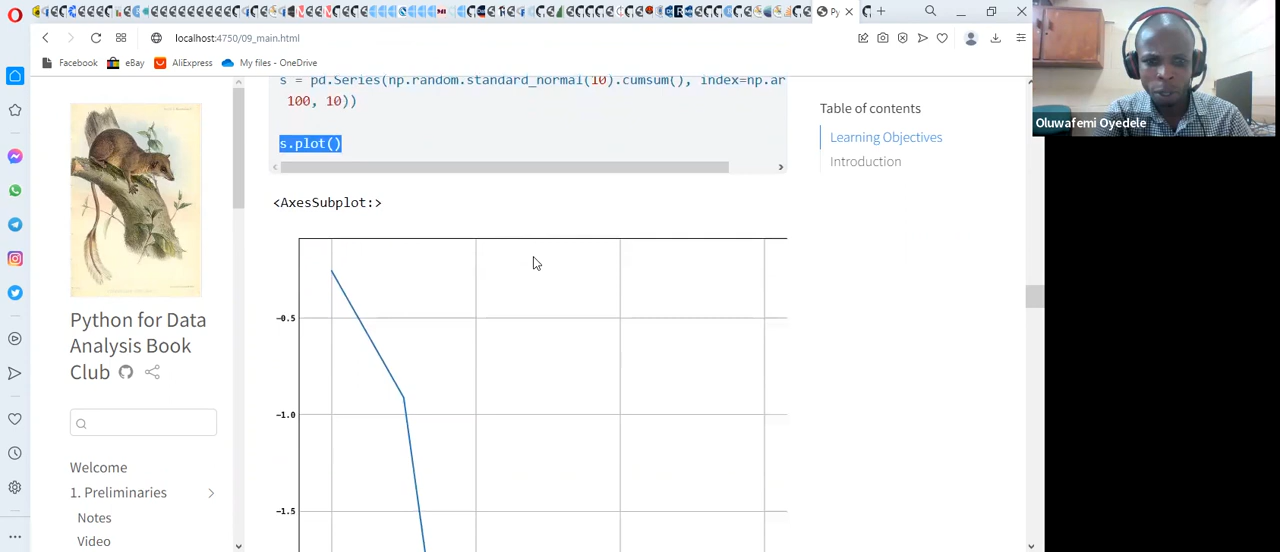 Py
localhost:4750/09_main.html
Facebook
eBay
AliExpress
My files - OneDrive
Oluwafemi Oyedele
s = pd.Series(np.random.standard_normal(10).cumsum(), index=np.ar
100, 10))
s.plot()
<AxesSubplot:>
-0.5
-1.0
-1.5
Table of contents
Learning Objectives
Introduction
Python for Data
Analysis Book
Club
Welcome
1. Preliminaries
Notes
Video